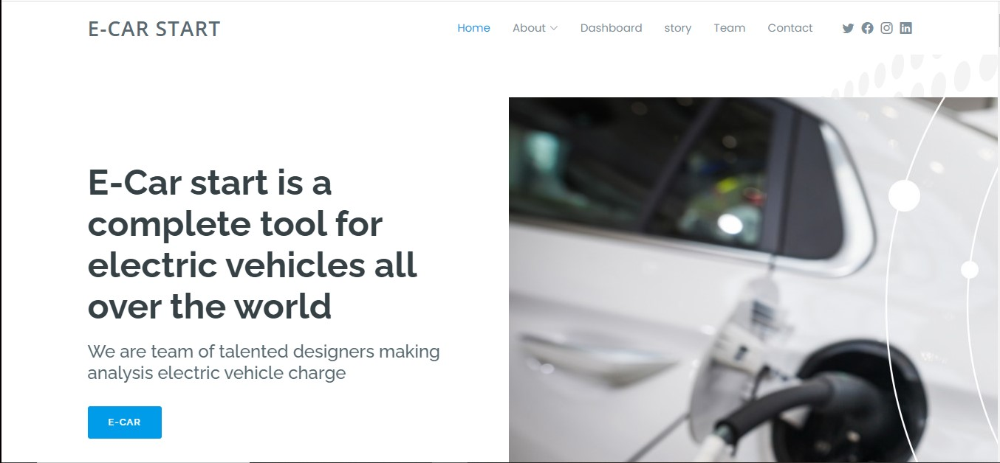 E-CAR START
Home About Dashboard story Team Contact
E-Car start is a
complete tool for
electric vehicles all
over the world
We are team of talented designers making
analysis electric vehicle charge
E-CAR